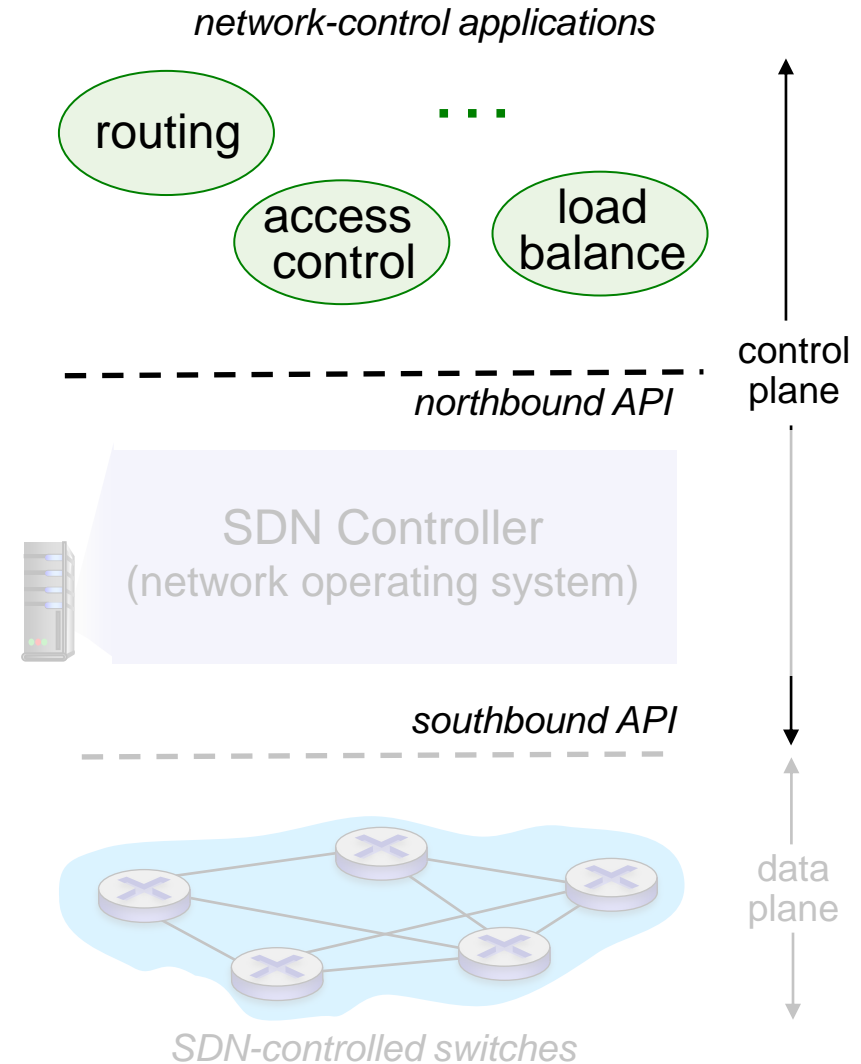 network-control applications
routing
...
access
control
load
balance
control
plane
northbound API
SDN Controller
(network operating system)
southbound API
data
plane
SDN-controlled switches